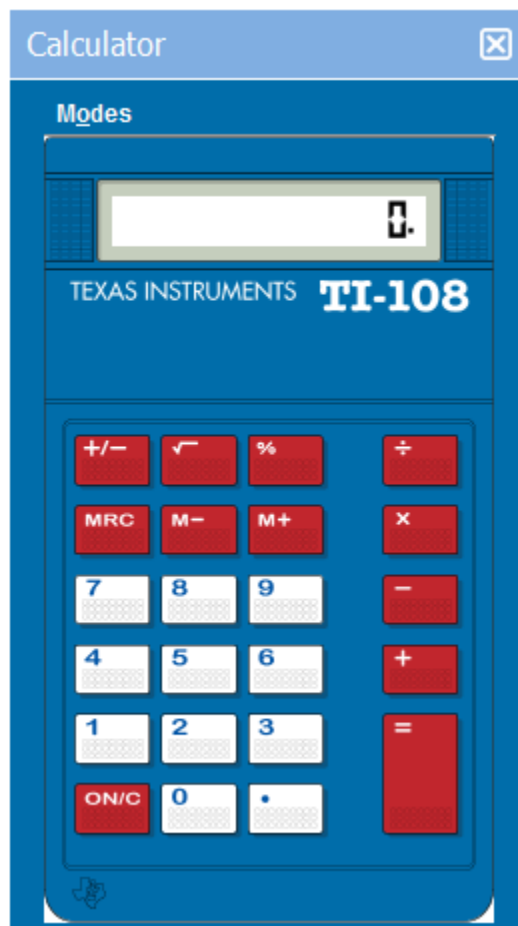 Calculator
Modes
0.
TEXAS INSTRUMENTS TI-108
+/− √ % ÷
MRC M− M+ ×
7 8 9 −
4 5 6 +
1 2 3 =
ON/C 0 .